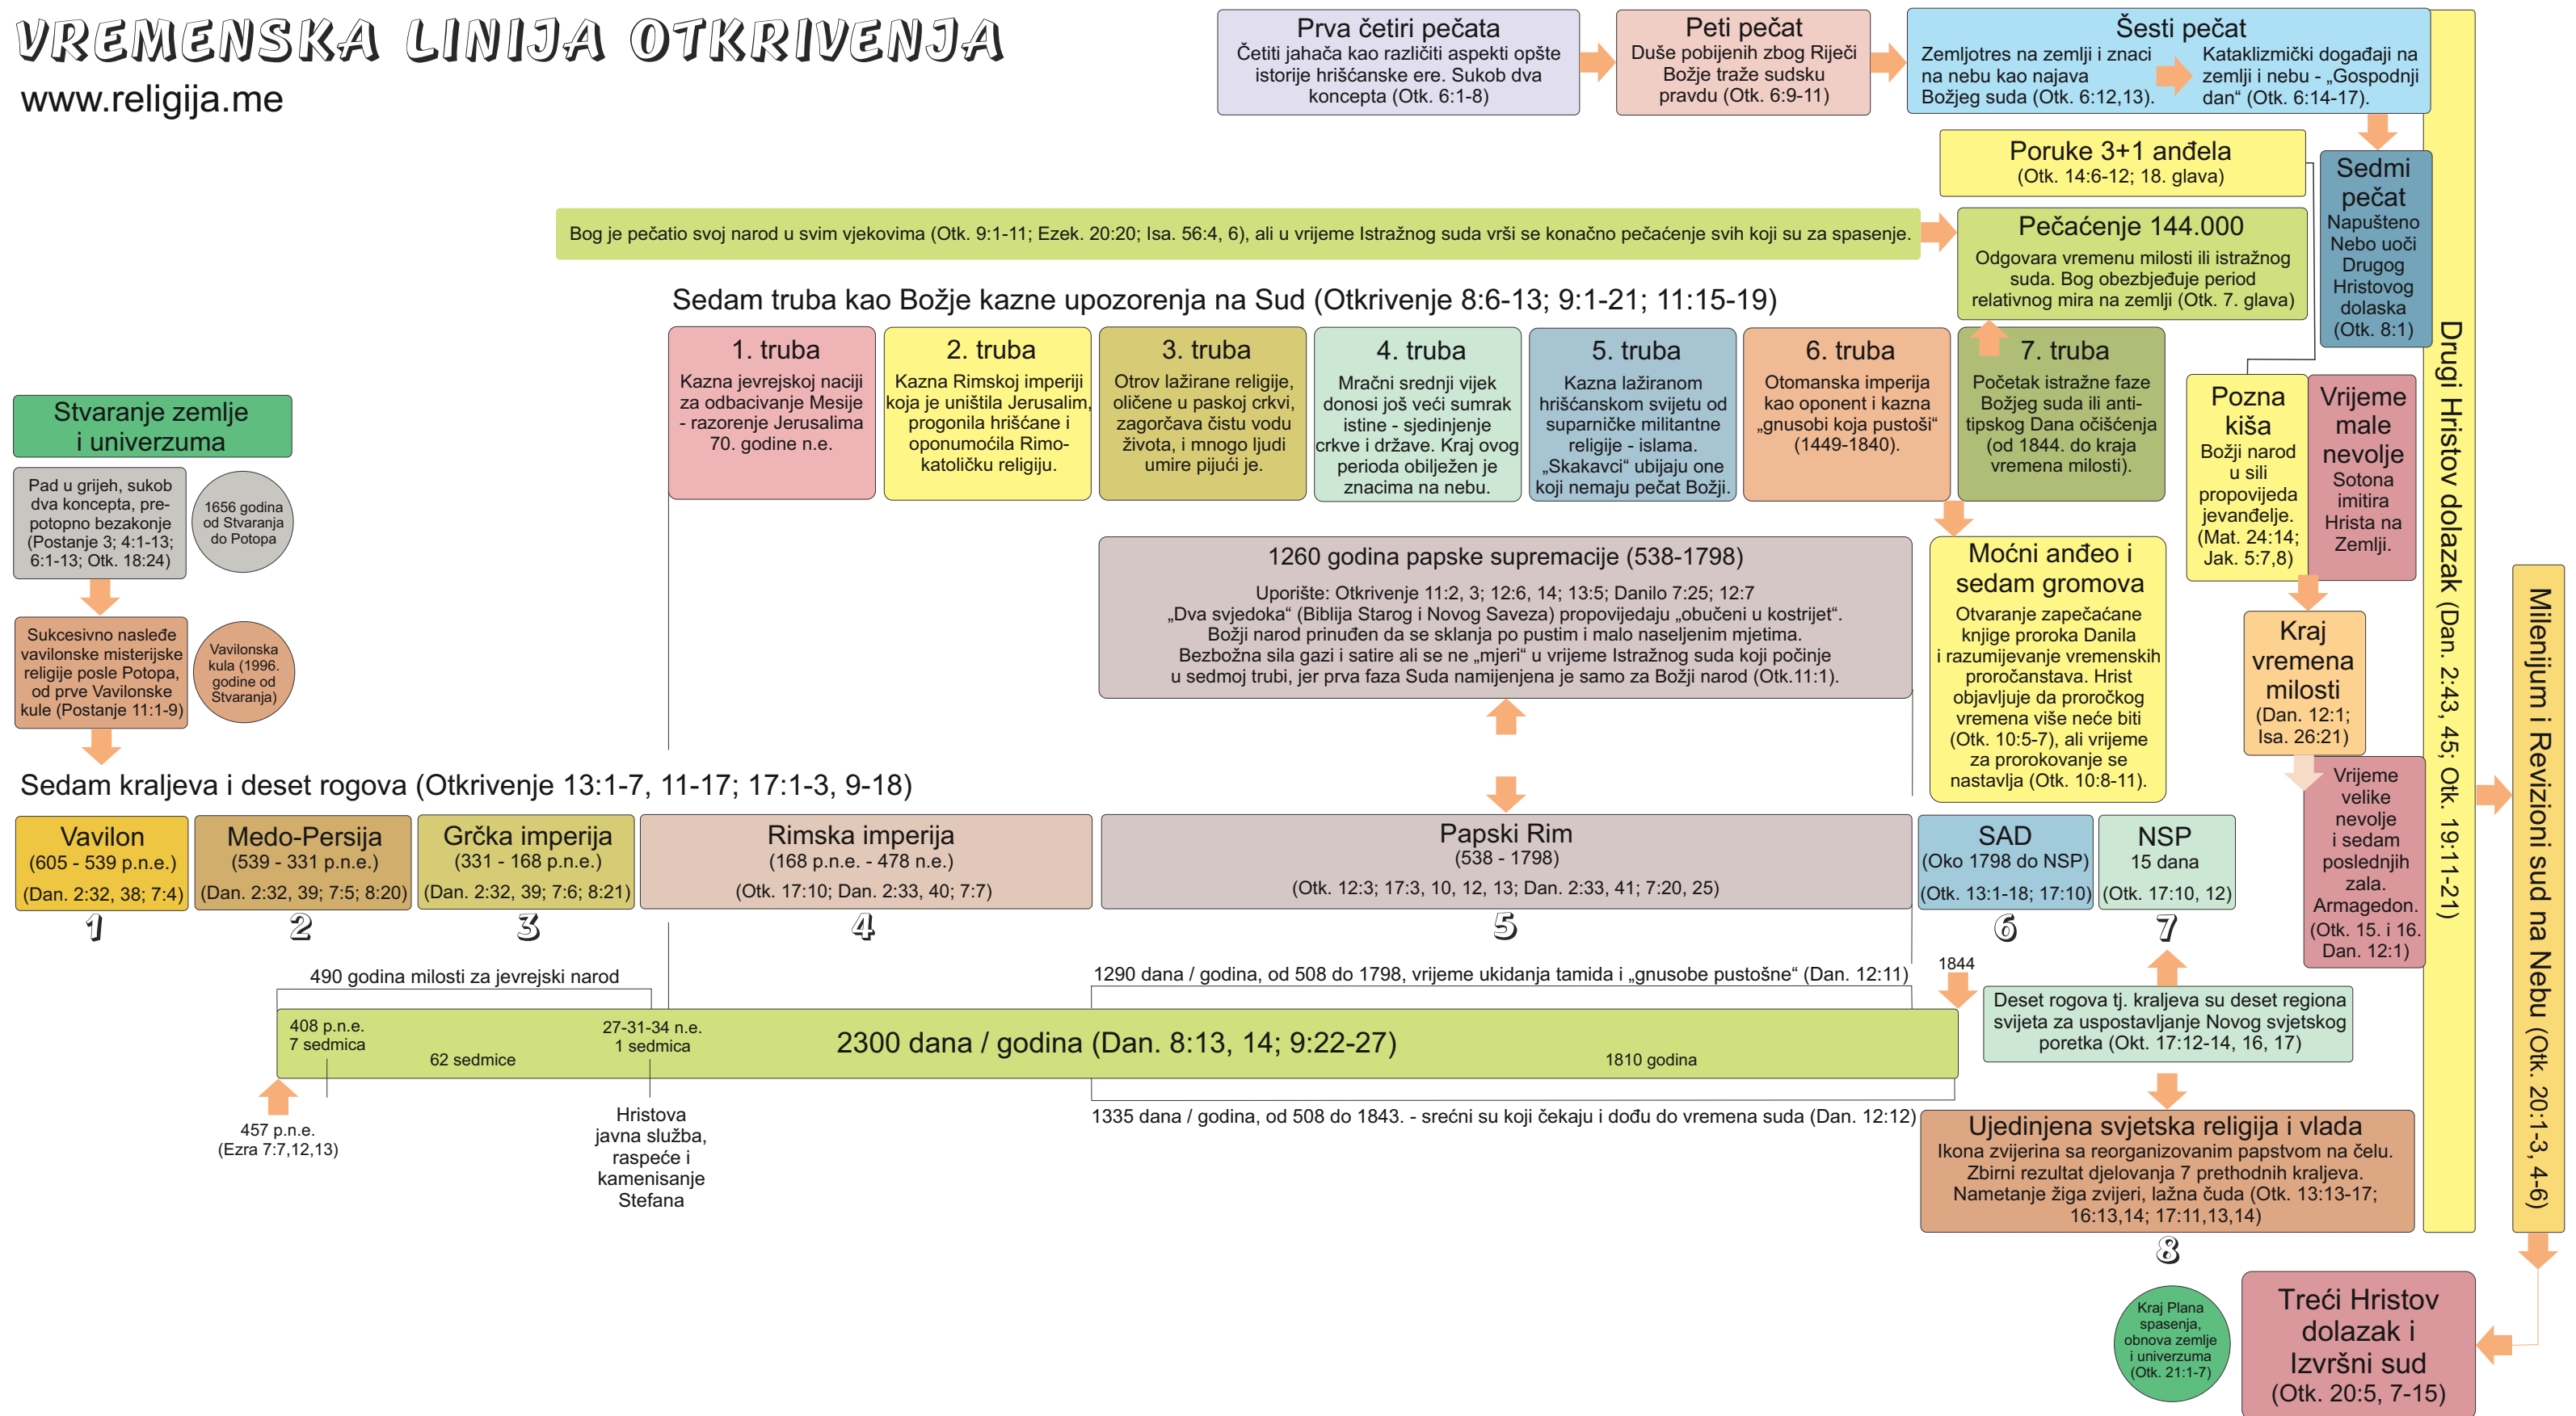 VREMENSKA LINIJA OTKRIVENJA
www.religija.me
Prva četiri pečata
Četiti jahača kao različiti aspekti opšte
istorije hrišćanske ere. Sukob dva
koncepta (Otk. 6:1-8)
Peti pečat
Duše pobijenih zbog Riječi
Božje traže sudsku
pravdu (Otk. 6:9-11)
Šesti pečat
Zemljotres na zemlji i znaci
na nebu kao najava
Božjeg suda (Otk. 6:12,13).
Kataklizmički događaji na
zemlji i nebu - „Gospodnji
dan“ (Otk. 6:14-17).
Poruke 3+1 anđela
(Otk. 14:6-12; 18. glava)
Sedmi
pečat
Napušteno
Nebo uoči
Drugog
Hristovog
dolaska
(Otk. 8:1)
Bog je pečatio svoj narod u svim vjekovima (Otk. 9:1-11; Ezek. 20:20; Isa. 56:4, 6), ali u vrijeme Istražnog suda vrši se konačno pečaćenje svih koji su za spasenje.
Pečaćenje 144.000
Odgovara vremenu milosti ili istražnog
suda. Bog obezbjeđuje period
relativnog mira na zemlji (Otk. 7. glava)
Sedam truba kao Božje kazne upozorenja na Sud (Otkrivenje 8:6-13; 9:1-21; 11:15-19)
1. truba
Kazna jevrejskoj naciji
za odbacivanje Mesije
- razorenje Jerusalima
70. godine n.e.
2. truba
Kazna Rimskoj imperiji
koja je uništila Jerusalim,
progonila hrišćane i
oponumoćila Rimo-
katoličku religiju.
3. truba
Otrov lažirane religije,
oličene u paskoj crkvi,
zagorčava čistu vodu
života, i mnogo ljudi
umire pijući je.
4. truba
Mračni srednji vijek
donosi još veći sumrak
istine - sjedinjenje
crkve i države. Kraj ovog
perioda obilježen je
znacima na nebu.
5. truba
Kazna lažiranom
hrišćanskom svijetu od
suparničke militantne
religije - islama.
„Skakavci“ ubijaju one
koji nemaju pečat Božji.
6. truba
Otomanska imperija
kao oponent i kazna
„gnusobi koja pustoši“
(1449-1840).
7. truba
Početak istražne faze
Božjeg suda ili anti-
tipskog Dana očišćenja
(od 1844. do kraja
vremena milosti).
Pozna
kiša
Božji narod
u sili
propovijeda
jevanđelje.
(Mat. 24:14;
Jak. 5:7,8)
Vrijeme
male
nevolje
Sotona
imitira
Hrista na
Zemlji.
Drugi Hristov dolazak (Dan. 2:43, 45; Otk. 19:11-21)
Milenijum i Revizioni sud na Nebu (Otk. 20:1-3, 4-6)
Stvaranje zemlje
i univerzuma
Pad u grijeh, sukob
dva koncepta, pre-
potopno bezakonje
(Postanje 3; 4:1-13;
6:1-13; Otk. 18:24)
1656 godina
od Stvaranja
do Potopa
Sukcesivno nasleđe
vavilonske misterijske
religije posle Potopa,
od prve Vavilonske
kule (Postanje 11:1-9)
Vavilonska
kula (1996.
godine od
Stvaranja)
1260 godina papske supremacije (538-1798)
Uporište: Otkrivenje 11:2, 3; 12:6, 14; 13:5; Danilo 7:25; 12:7
„Dva svjedoka“ (Biblija Starog i Novog Saveza) propovijedaju „obučeni u kostrijet“.
Božji narod prinuđen da se sklanja po pustim i malo naseljenim mjetima.
Bezbožna sila gazi i satire ali se ne „mjeri“ u vrijeme Istražnog suda koji počinje
u sedmoj trubi, jer prva faza Suda namijenjena je samo za Božji narod (Otk.11:1).
Moćni anđeo i
sedam gromova
Otvaranje zapečaćane
knjige proroka Danila
i razumijevanje vremenskih
proročanstava. Hrist
objavljuje da proročkog
vremena više neće biti
(Otk. 10:5-7), ali vrijeme
za prorokovanje se
nastavlja (Otk. 10:8-11).
Kraj
vremena
milosti
(Dan. 12:1;
Isa. 26:21)
Vrijeme
velike
nevolje
i sedam
poslednjih
zala.
Armagedon.
(Otk. 15. i 16.
Dan. 12:1)
Sedam kraljeva i deset rogova (Otkrivenje 13:1-7, 11-17; 17:1-3, 9-18)
Vavilon
(605 - 539 p.n.e.)
(Dan. 2:32, 38; 7:4)
1
Medo-Persija
(539 - 331 p.n.e.)
(Dan. 2:32, 39; 7:5; 8:20)
2
Grčka imperija
(331 - 168 p.n.e.)
(Dan. 2:32, 39; 7:6; 8:21)
3
Rimska imperija
(168 p.n.e. - 478 n.e.)
(Otk. 17:10; Dan. 2:33, 40; 7:7)
4
Papski Rim
(538 - 1798)
(Otk. 12:3; 17:3, 10, 12, 13; Dan. 2:33, 41; 7:20, 25)
5
SAD
(Oko 1798 do NSP)
(Otk. 13:1-18; 17:10)
6
NSP
15 dana
(Otk. 17:10, 12)
7
490 godina milosti za jevrejski narod
1290 dana / godina, od 508 do 1798, vrijeme ukidanja tamida i „gnusobe pustošne“ (Dan. 12:11)
1844
408 p.n.e.
7 sedmica
62 sedmice
27-31-34 n.e.
1 sedmica
2300 dana / godina (Dan. 8:13, 14; 9:22-27)
1810 godina
457 p.n.e.
(Ezra 7:7,12,13)
Hristova
javna služba,
raspeće i
kamenisanje
Stefana
1335 dana / godina, od 508 do 1843. - srećni su koji čekaju i dođu do vremena suda (Dan. 12:12)
Deset rogova tj. kraljeva su deset regiona
svijeta za uspostavljanje Novog svjetskog
poretka (Okt. 17:12-14, 16, 17)
Ujedinjena svjetska religija i vlada
Ikona zvijerina sa reorganizovanim papstvom na čelu.
Zbirni rezultat djelovanja 7 prethodnih kraljeva.
Nametanje žiga zvijeri, lažna čuda (Otk. 13:13-17;
16:13,14; 17:11,13,14)
8
Kraj Plana
spasenja,
obnova zemlje
i univerzuma
(Otk. 21:1-7)
Treći Hristov
dolazak i
Izvršni sud
(Otk. 20:5, 7-15)